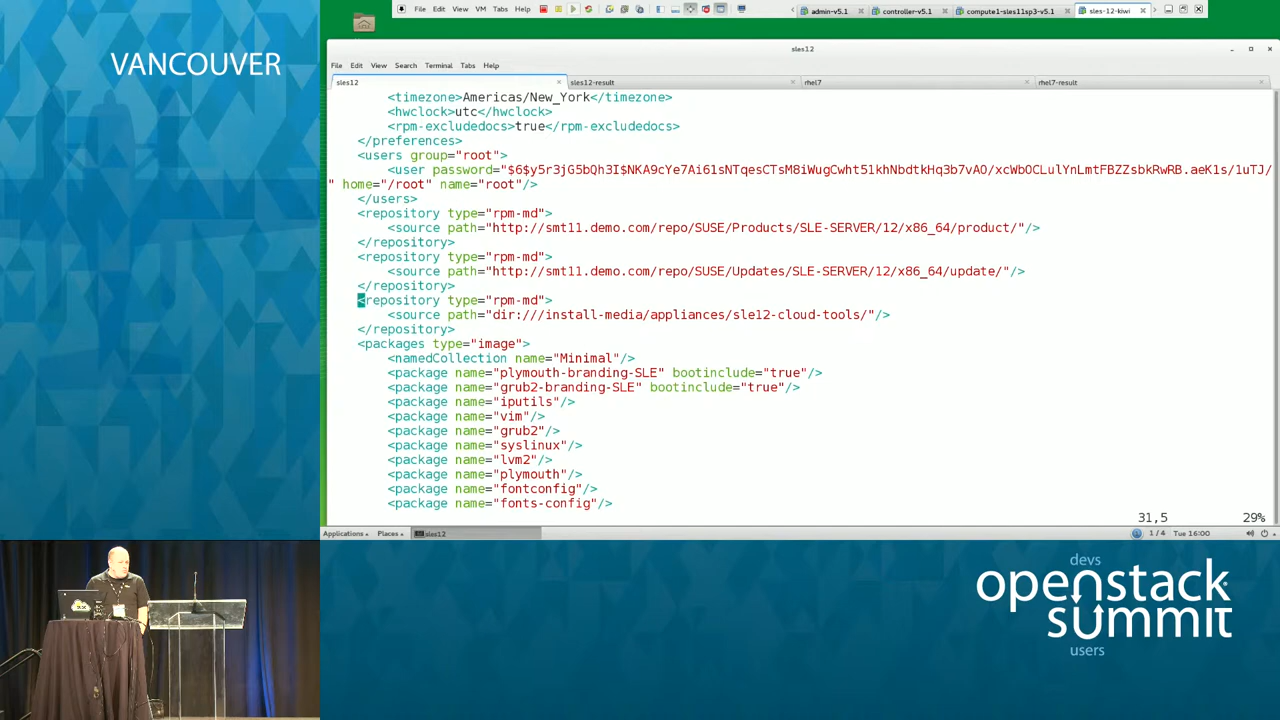 VANCOUVER
File Edit View VM Tabs Help
admin-v5.1
controller-v5.1
compute1-sles11sp3-v5.1
sles-12-kiwi
sles12
File Edit View Search Terminal Tabs Help
sles12
sles12-result
rhel7
rhel7-result
<timezone>Americas/New_York</timezone>
<hwclock>utc</hwclock>
<rpm-excludedocs>true</rpm-excludedocs>
</preferences>
<users group="root">
<user password="$6$y5r3jG5bQh3I$NKA9cYe7Ai61sNTqesCTsM8iWugCwht51khNbdtkHq3b7vAO/xcWbOCLulYnLmtFBZZsbkRwRB.aeK1s/1uTJ/
" home="/root" name="root"/>
</users>
<repository type="rpm-md">
<source path="http://smt11.demo.com/repo/SUSE/Products/SLE-SERVER/12/x86_64/product/"/>
</repository>
<repository type="rpm-md">
<source path="http://smt11.demo.com/repo/SUSE/Updates/SLE-SERVER/12/x86_64/update/"/>
</repository>
<repository type="rpm-md">
<source path="dir:///install-media/appliances/sle12-cloud-tools/"/>
</repository>
<packages type="image">
<namedCollection name="Minimal"/>
<package name="plymouth-branding-SLE" bootinclude="true"/>
<package name="grub2-branding-SLE" bootinclude="true"/>
<package name="iputils"/>
<package name="vim"/>
<package name="grub2"/>
<package name="syslinux"/>
<package name="lvm2"/>
<package name="plymouth"/>
<package name="fontconfig"/>
<package name="fonts-config"/>
31,5 29%
Applications Places sles12 1 / 4 Tue 16:00
devs
openstack
summit
users